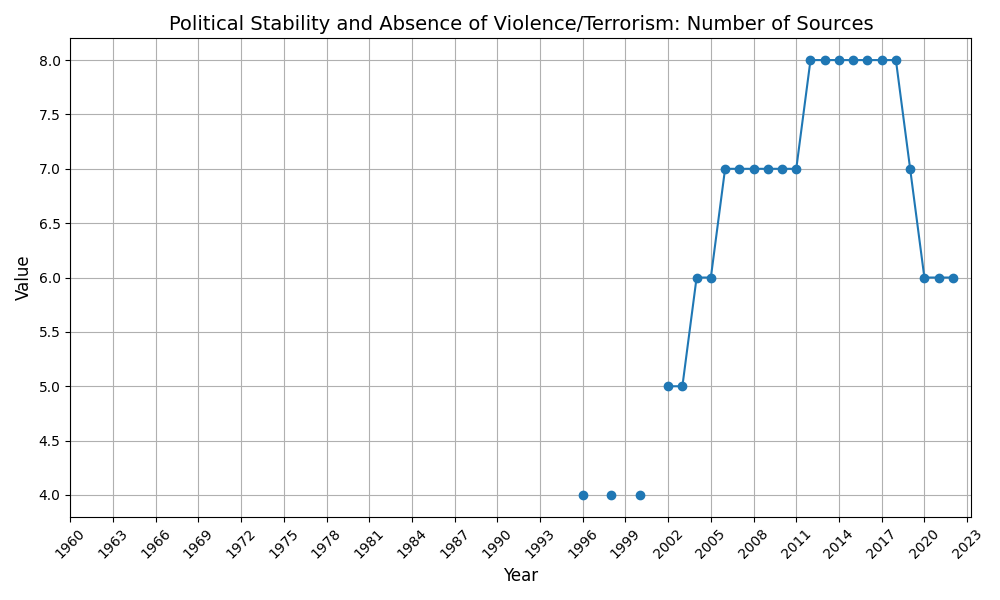 Political Stability and Absence of Violence/Terrorism: Number of Sources
8.0
7.5
7.0
6.5
6.0
5.5
5.0
4.5
4.0
Value
1960 1963 1966 1969 1972 1975 1978 1981 1984 1987 1990 1993 1996 1999 2002 2005 2008 2011 2014 2017 2020 2023
Year